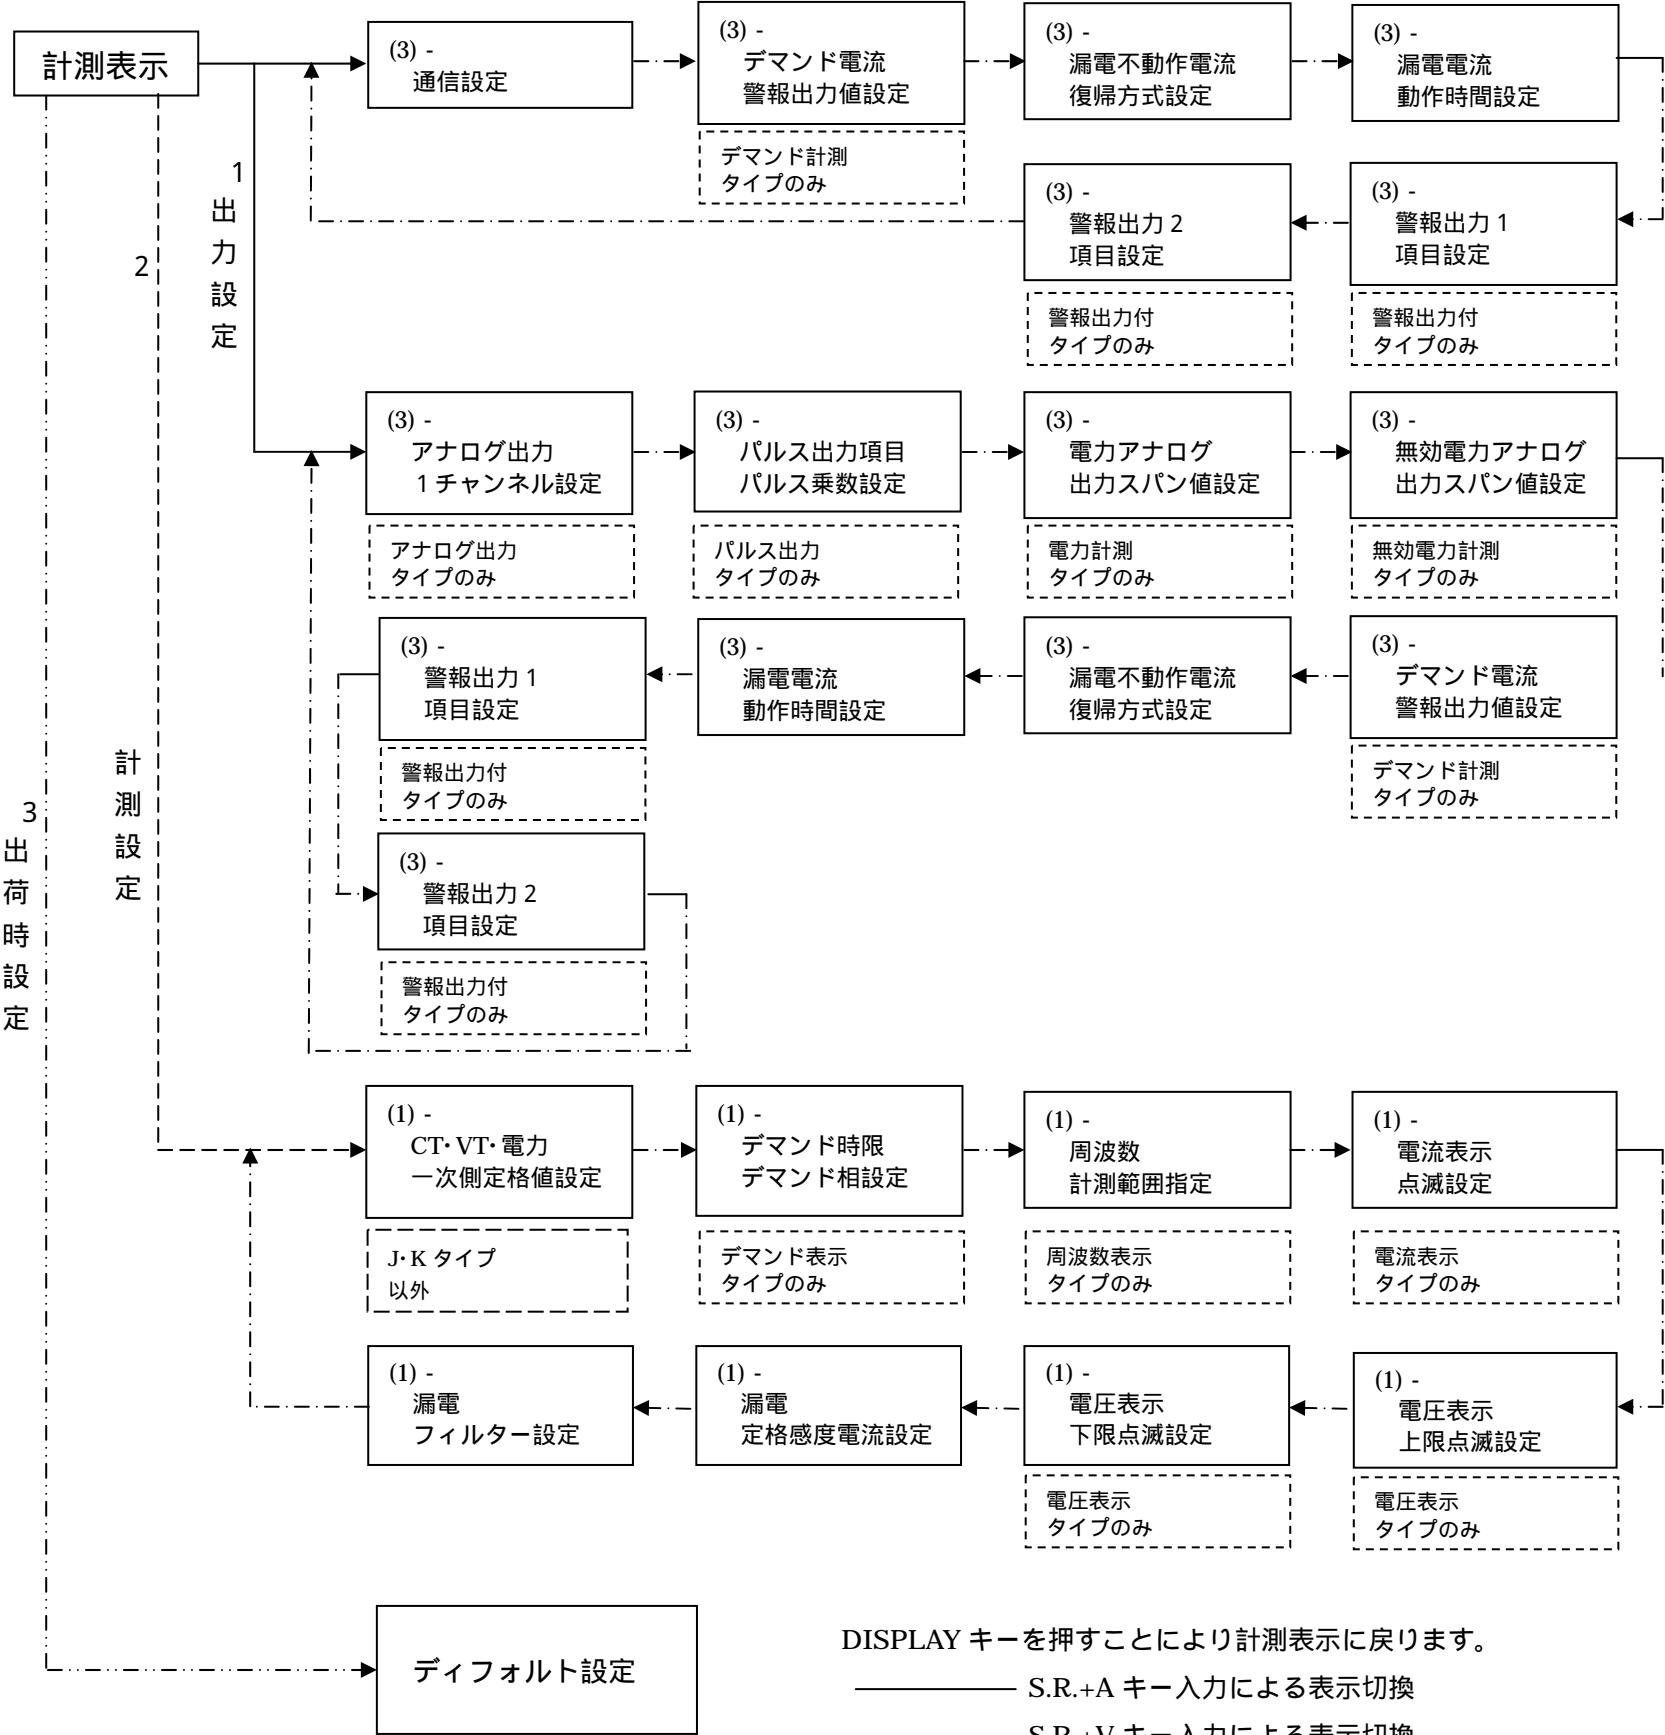 計測表示
(3) -
通信設定
(3) -
デマンド電流
警報出力値設定
デマンド計測
タイプのみ
(3) -
漏電不動作電流
復帰方式設定
(3) -
漏電電流
動作時間設定
(3) -
警報出力 1
項目設定
警報出力付
タイプのみ
(3) -
警報出力 2
項目設定
警報出力付
タイプのみ
1
出力設定
2
計測設定
3
出荷時設定
(3) -
アナログ出力
1 チャンネル設定
アナログ出力
タイプのみ
(3) -
パルス出力項目
パルス乗数設定
パルス出力
タイプのみ
(3) -
電力アナログ
出力スパン値設定
電力計測
タイプのみ
(3) -
無効電力アナログ
出力スパン値設定
無効電力計測
タイプのみ
(3) -
デマンド電流
警報出力値設定
デマンド計測
タイプのみ
(3) -
漏電不動作電流
復帰方式設定
(3) -
漏電電流
動作時間設定
(3) -
警報出力 1
項目設定
警報出力付
タイプのみ
(3) -
警報出力 2
項目設定
警報出力付
タイプのみ
(1) -
CT･VT･電力
一次側定格値設定
J･K タイプ
以外
(1) -
デマンド時限
デマンド相設定
デマンド表示
タイプのみ
(1) -
周波数
計測範囲指定
周波数表示
タイプのみ
(1) -
電流表示
点滅設定
電流表示
タイプのみ
(1) -
電圧表示
上限点滅設定
電圧表示
タイプのみ
(1) -
電圧表示
下限点滅設定
電圧表示
タイプのみ
(1) -
漏電
定格感度電流設定
(1) -
漏電
フィルター設定
ディフォルト設定
DISPLAY キーを押すことにより計測表示に戻ります。
S.R.+A キー入力による表示切換
S.R.+V キー入力による表示切換